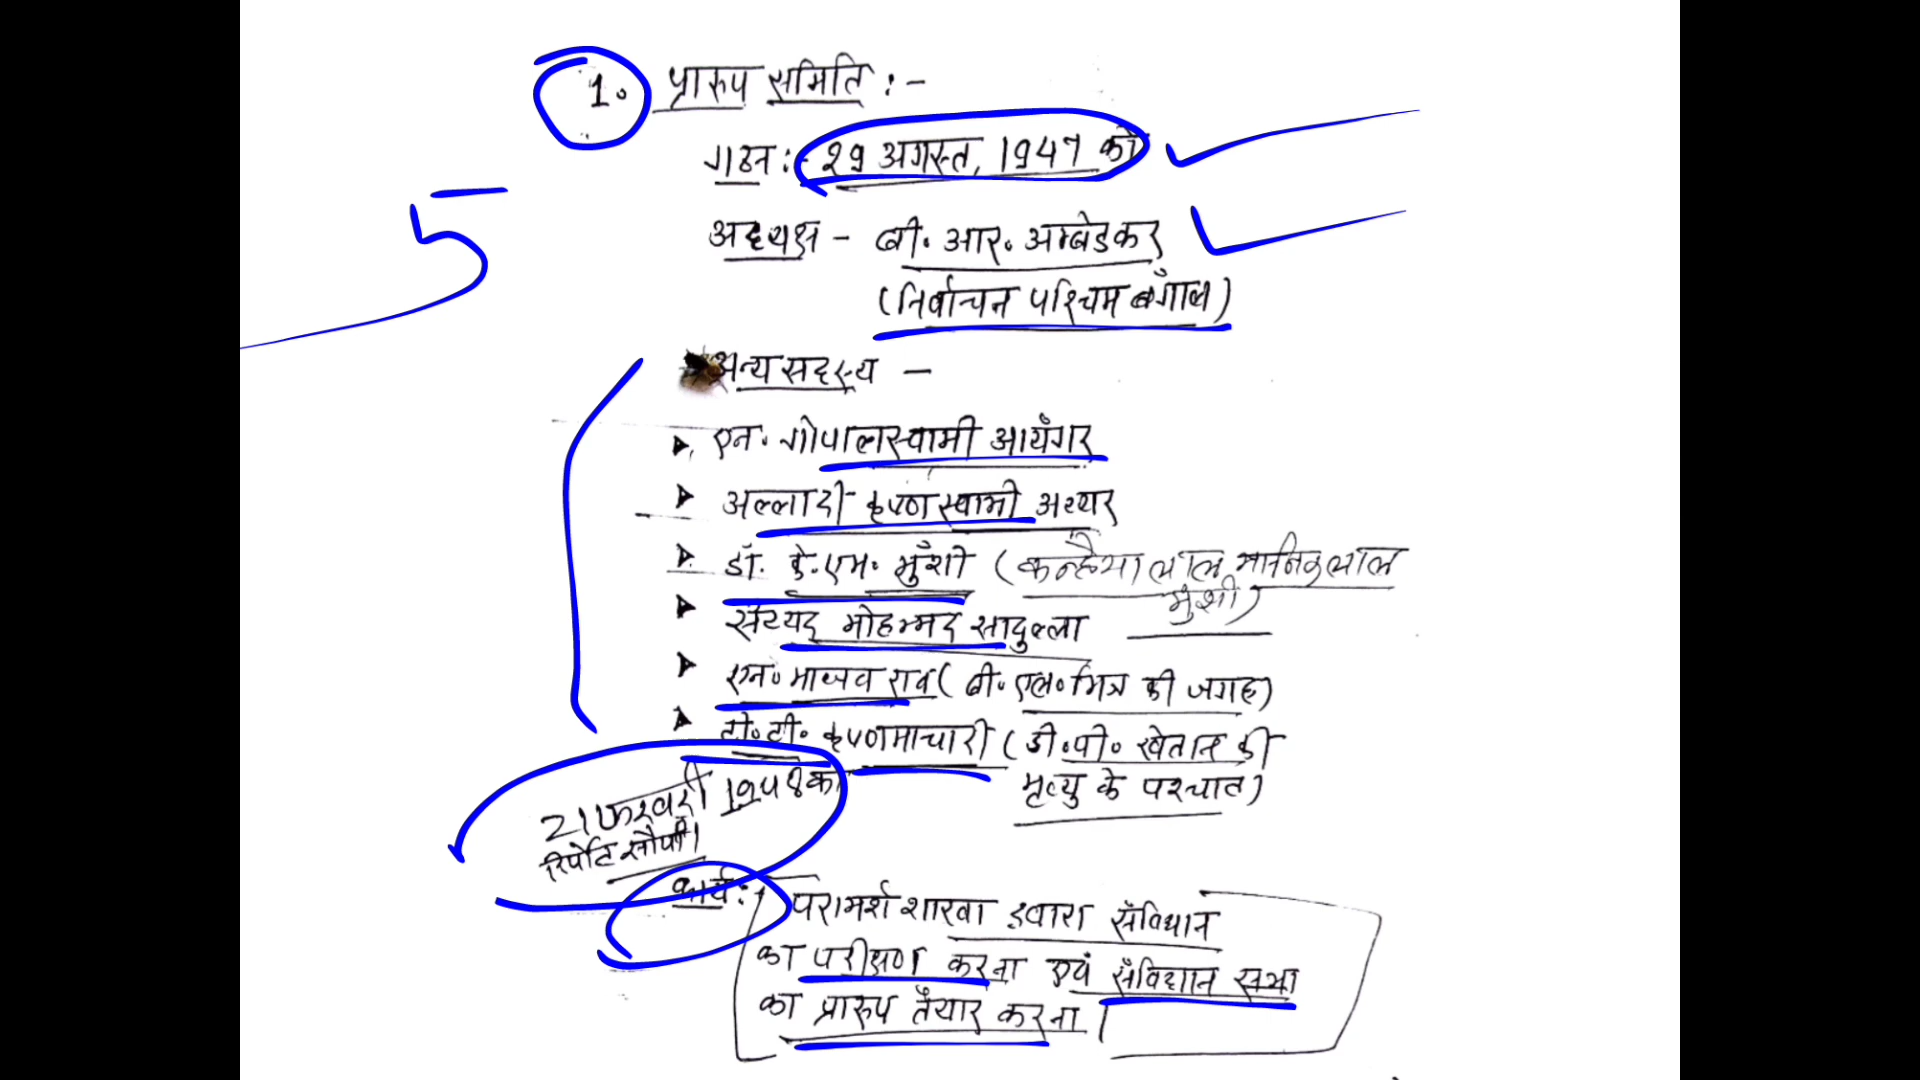 1. प्रारूप समिति :-
गठन :- 29 अगस्त, 1947 को
5
अध्यक्ष - बी. आर. अम्बेडकर
(निर्वाचन पश्चिम बँगाल)
अन्य सदस्य -
एन. गोपालस्वामी आयँगर
अल्लादी कृष्णास्वामी अय्यर
डॉ. के.एम. मुँशी (कन्हैयालाल मानिकलाल
मुंशी)
सैय्यद मोहम्मद सादुल्ला
एन. माधव राव (बी. एल. मित्र की जगह)
टी. टी. कृष्णामाचारी (डी. पी. खेतान की
मृत्यु के पश्चात)
21 फरवरी 1948 को
रिपोर्ट सौंपी।
कार्य: परामर्श शाखा द्वारा सँविधान
का परीक्षण करना एवं सँविधान सभा
का प्रारूप तैयार करना।